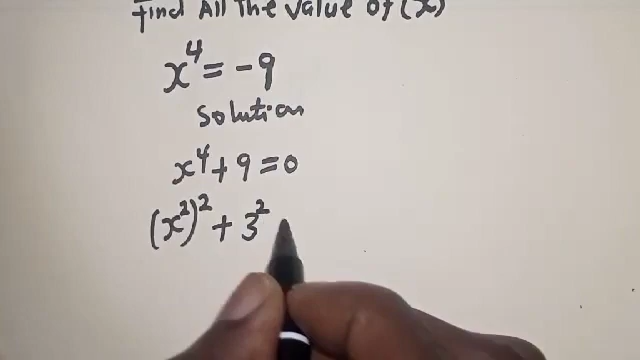 find All The value of (x)
x⁴ = -9
Solution
x⁴ + 9 = 0
(x²)² + 3²